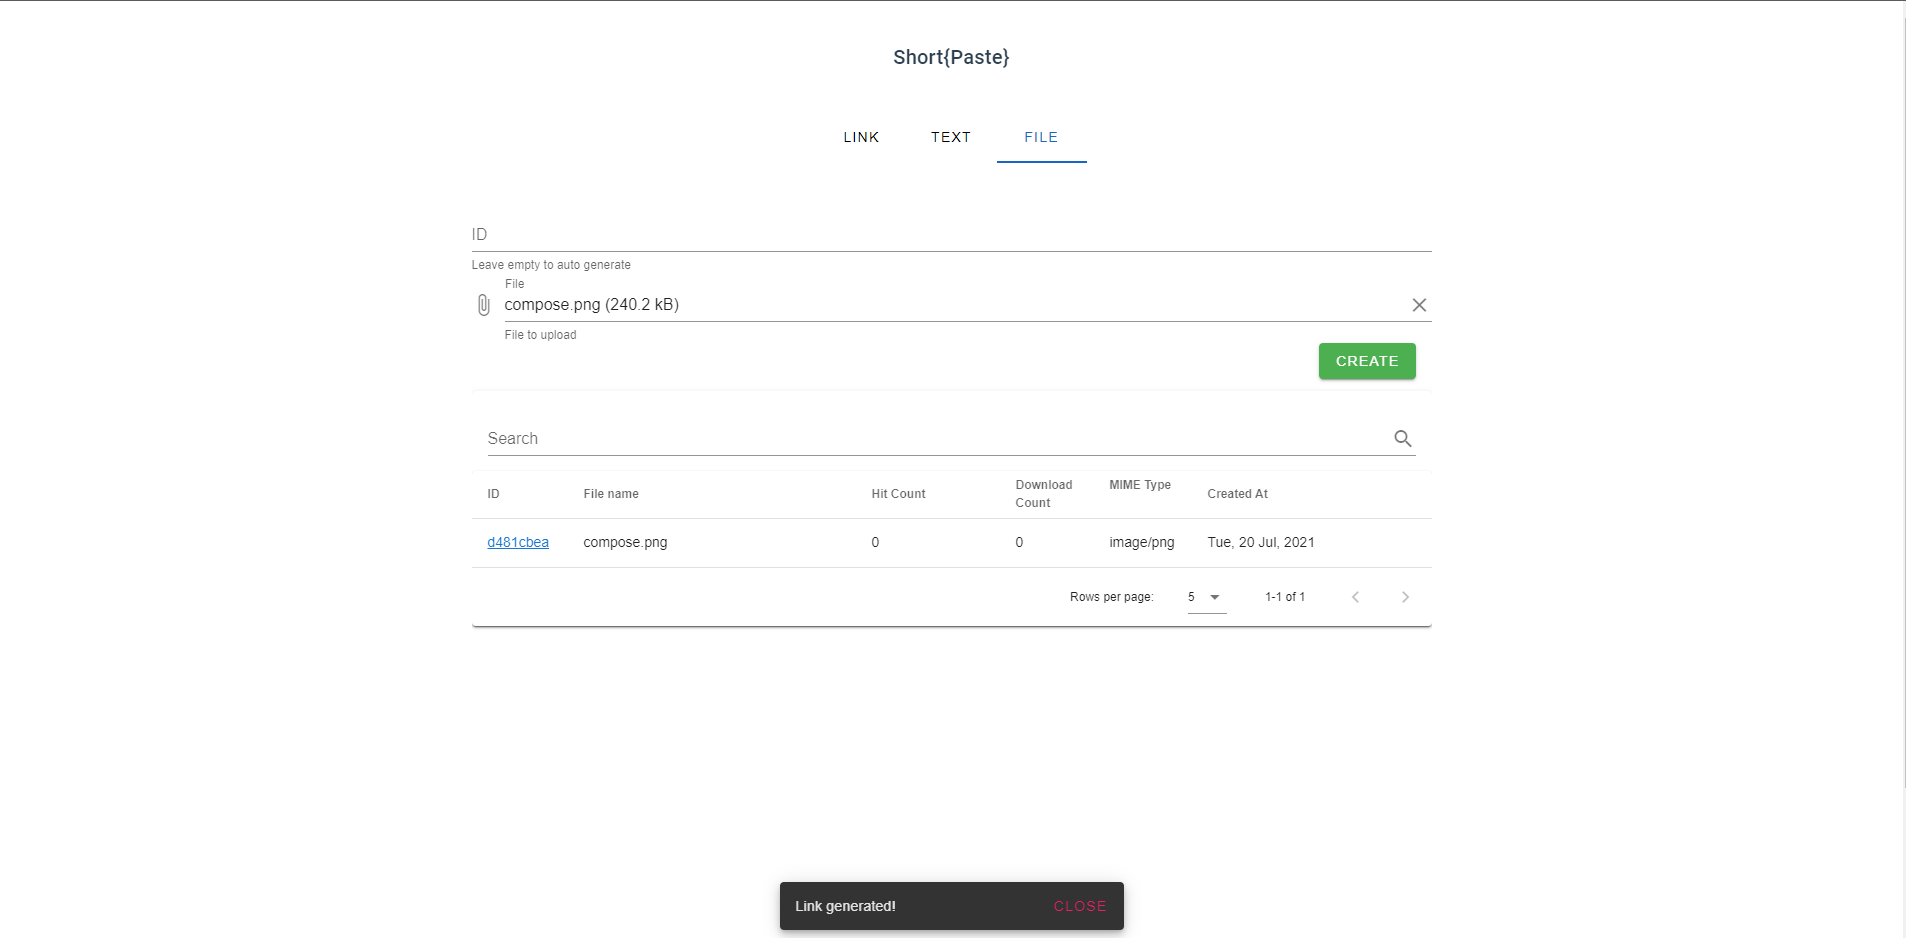 Short{Paste}
LINK TEXT FILE
ID
Leave empty to auto generate
File
compose.png (240.2 kB)
File to upload
CREATE
Search
ID File name Hit Count Download Count MIME Type Created At
d481cbea compose.png 0 0 image/png Tue, 20 Jul, 2021
Rows per page: 5 1-1 of 1
Link generated! CLOSE